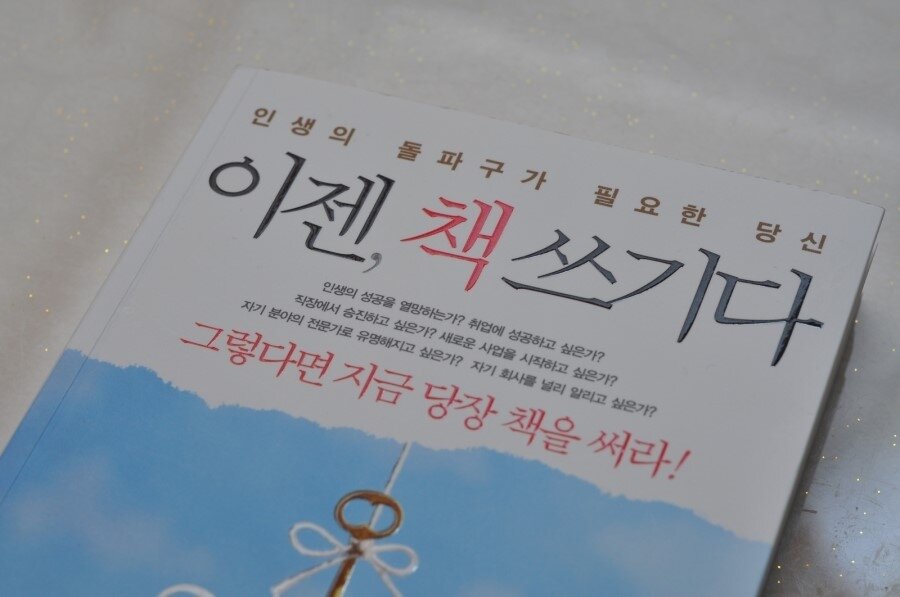 인생의 돌파구가 필요한 당신
이젠, 책 쓰기다
인생의 성공을 열망하는가? 취업에 성공하고 싶은가?
직장에서 승진하고 싶은가? 새로운 사업을 시작하고 싶은가?
자기 분야의 전문가로 유명해지고 싶은가? 자기 회사를 널리 알리고 싶은가?
그렇다면 지금 당장 책을 써라!